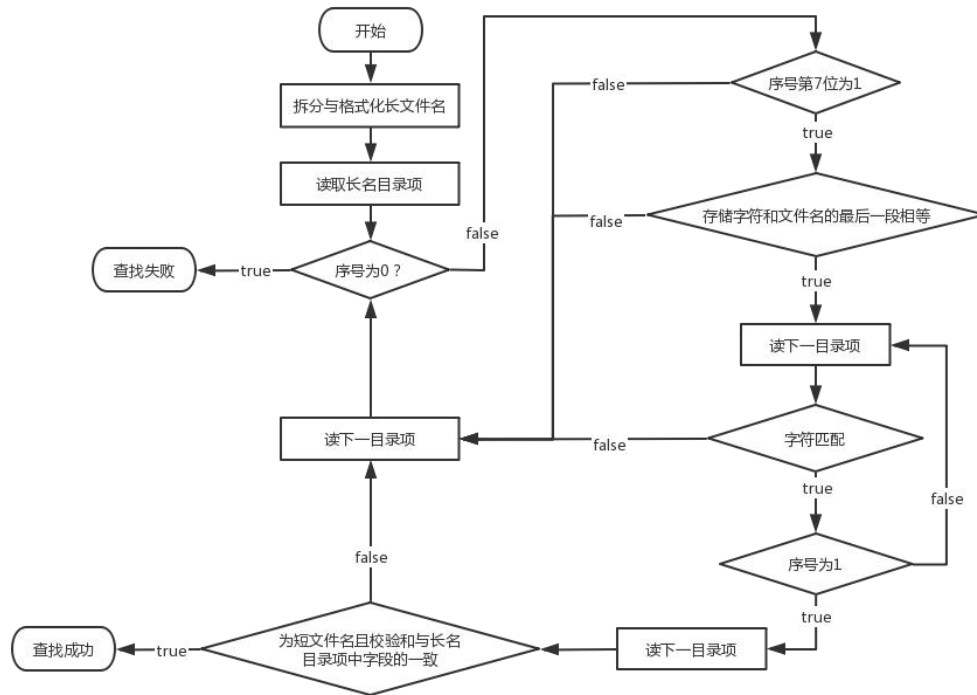 开始
拆分与格式化长文件名
读取长名目录项
序号为0？
true
查找失败
false
序号第7位为1
false
true
存储字符和文件名的最后一段相等
false
true
读下一目录项
字符匹配
false
读下一目录项
true
序号为1
false
true
读下一目录项
为短文件名且校验和与长名
目录项中字段的一致
false
true
查找成功